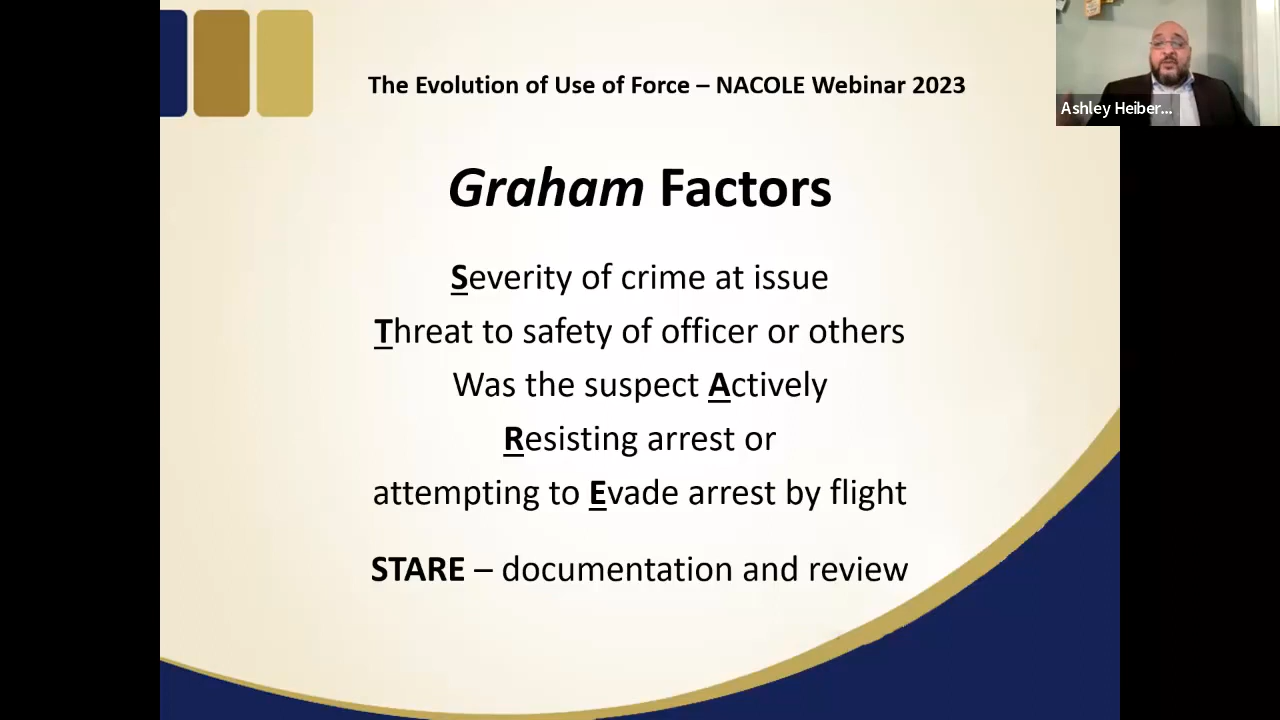 The Evolution of Use of Force – NACOLE Webinar 2023
Ashley Heiber...
Graham Factors
Severity of crime at issue
Threat to safety of officer or others
Was the suspect Actively
Resisting arrest or
attempting to Evade arrest by flight
STARE – documentation and review